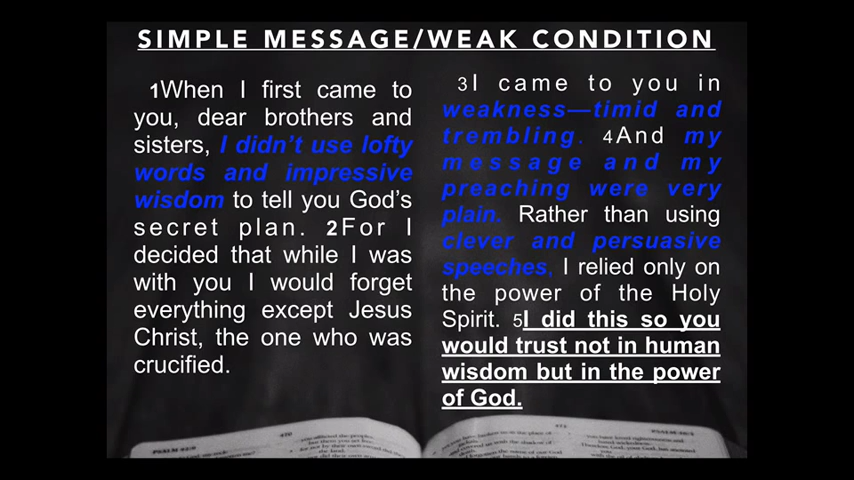 SIMPLE MESSAGE/WEAK CONDITION
1When I first came to
you, dear brothers and
sisters, I didn't use lofty
words and impressive
wisdom to tell you God's
secret plan. 2For I
decided that while I was
with you I would forget
everything except Jesus
Christ, the one who was
crucified.
3I came to you in
weakness—timid and
trembling. 4And my
message and my
preaching were very
plain. Rather than using
clever and persuasive
speeches, I relied only on
the power of the Holy
Spirit. 5I did this so you
would trust not in human
wisdom but in the power
of God.